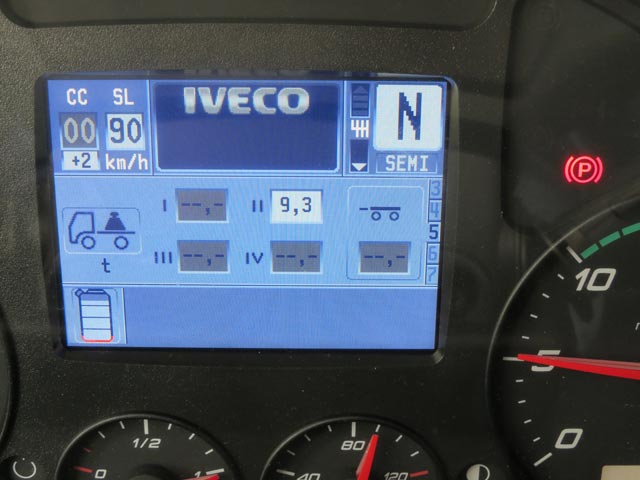 CC SL
IVECO
N
00 90
+2 km/h
SEMI
3
I --,- II 9,3
4
5
III --,- IV --,- --,-
6
t
7
P
10
5
0
1/2
0 1
40 80 120